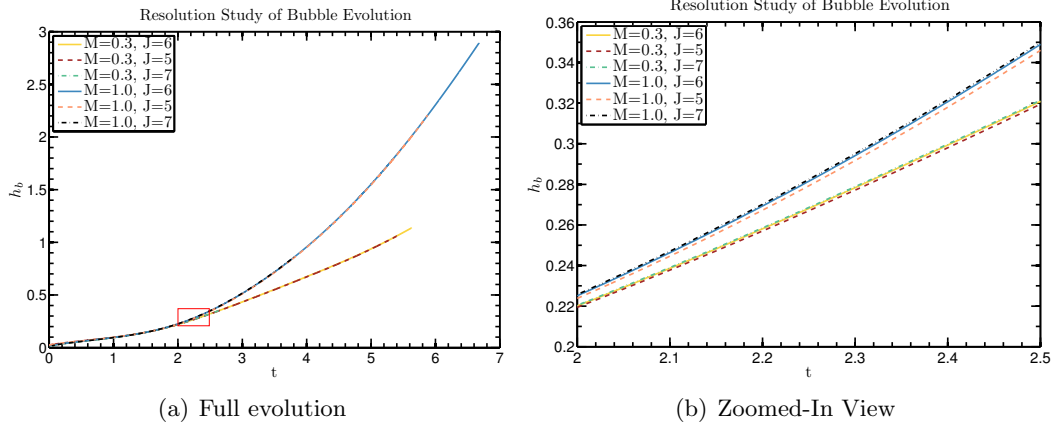 Resolution Study of Bubble Evolution
3
2.5
2
1.5
1
0.5
0
h_b
M=0.3, J=6
M=0.3, J=5
M=0.3, J=7
M=1.0, J=6
M=1.0, J=5
M=1.0, J=7
0 1 2 3 4 5 6 7
t
(a) Full evolution
Resolution Study of Bubble Evolution
0.36
0.34
0.32
0.3
0.28
0.26
0.24
0.22
0.2
h_b
M=0.3, J=6
M=0.3, J=5
M=0.3, J=7
M=1.0, J=6
M=1.0, J=5
M=1.0, J=7
2 2.1 2.2 2.3 2.4 2.5
t
(b) Zoomed-In View